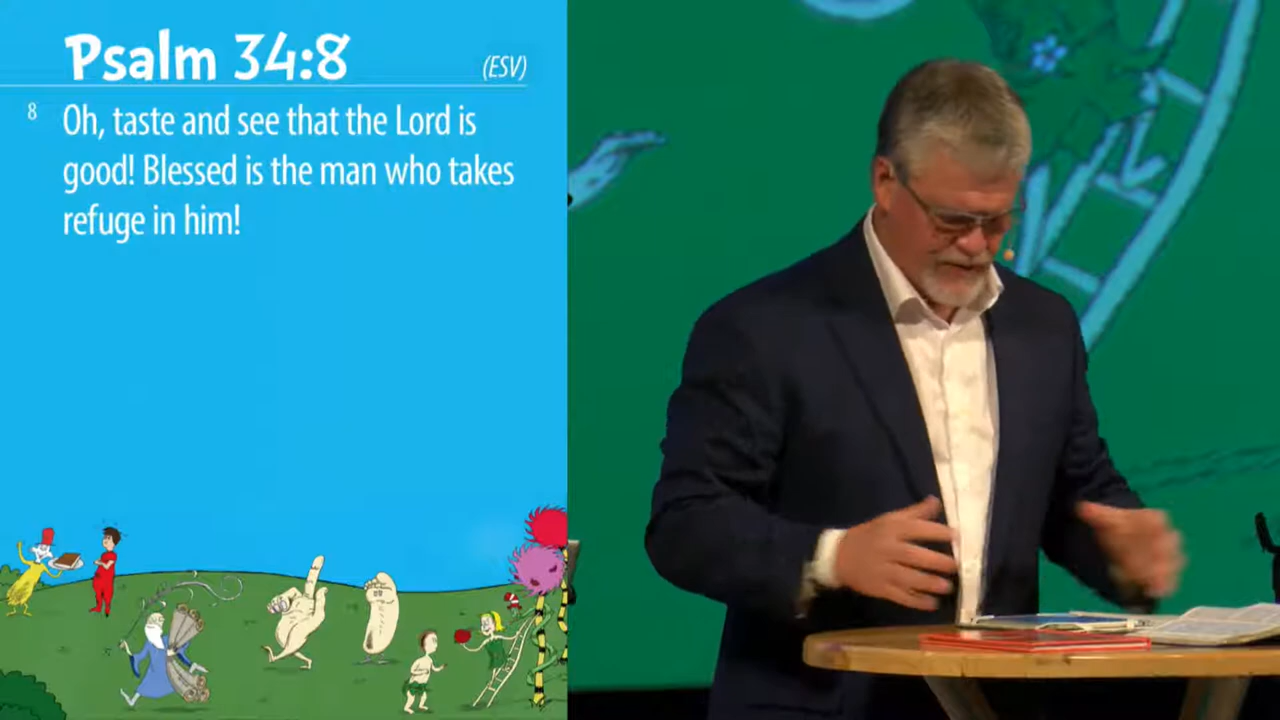 Psalm 34:8
(ESV)
8 Oh, taste and see that the Lord is
good! Blessed is the man who takes
refuge in him!